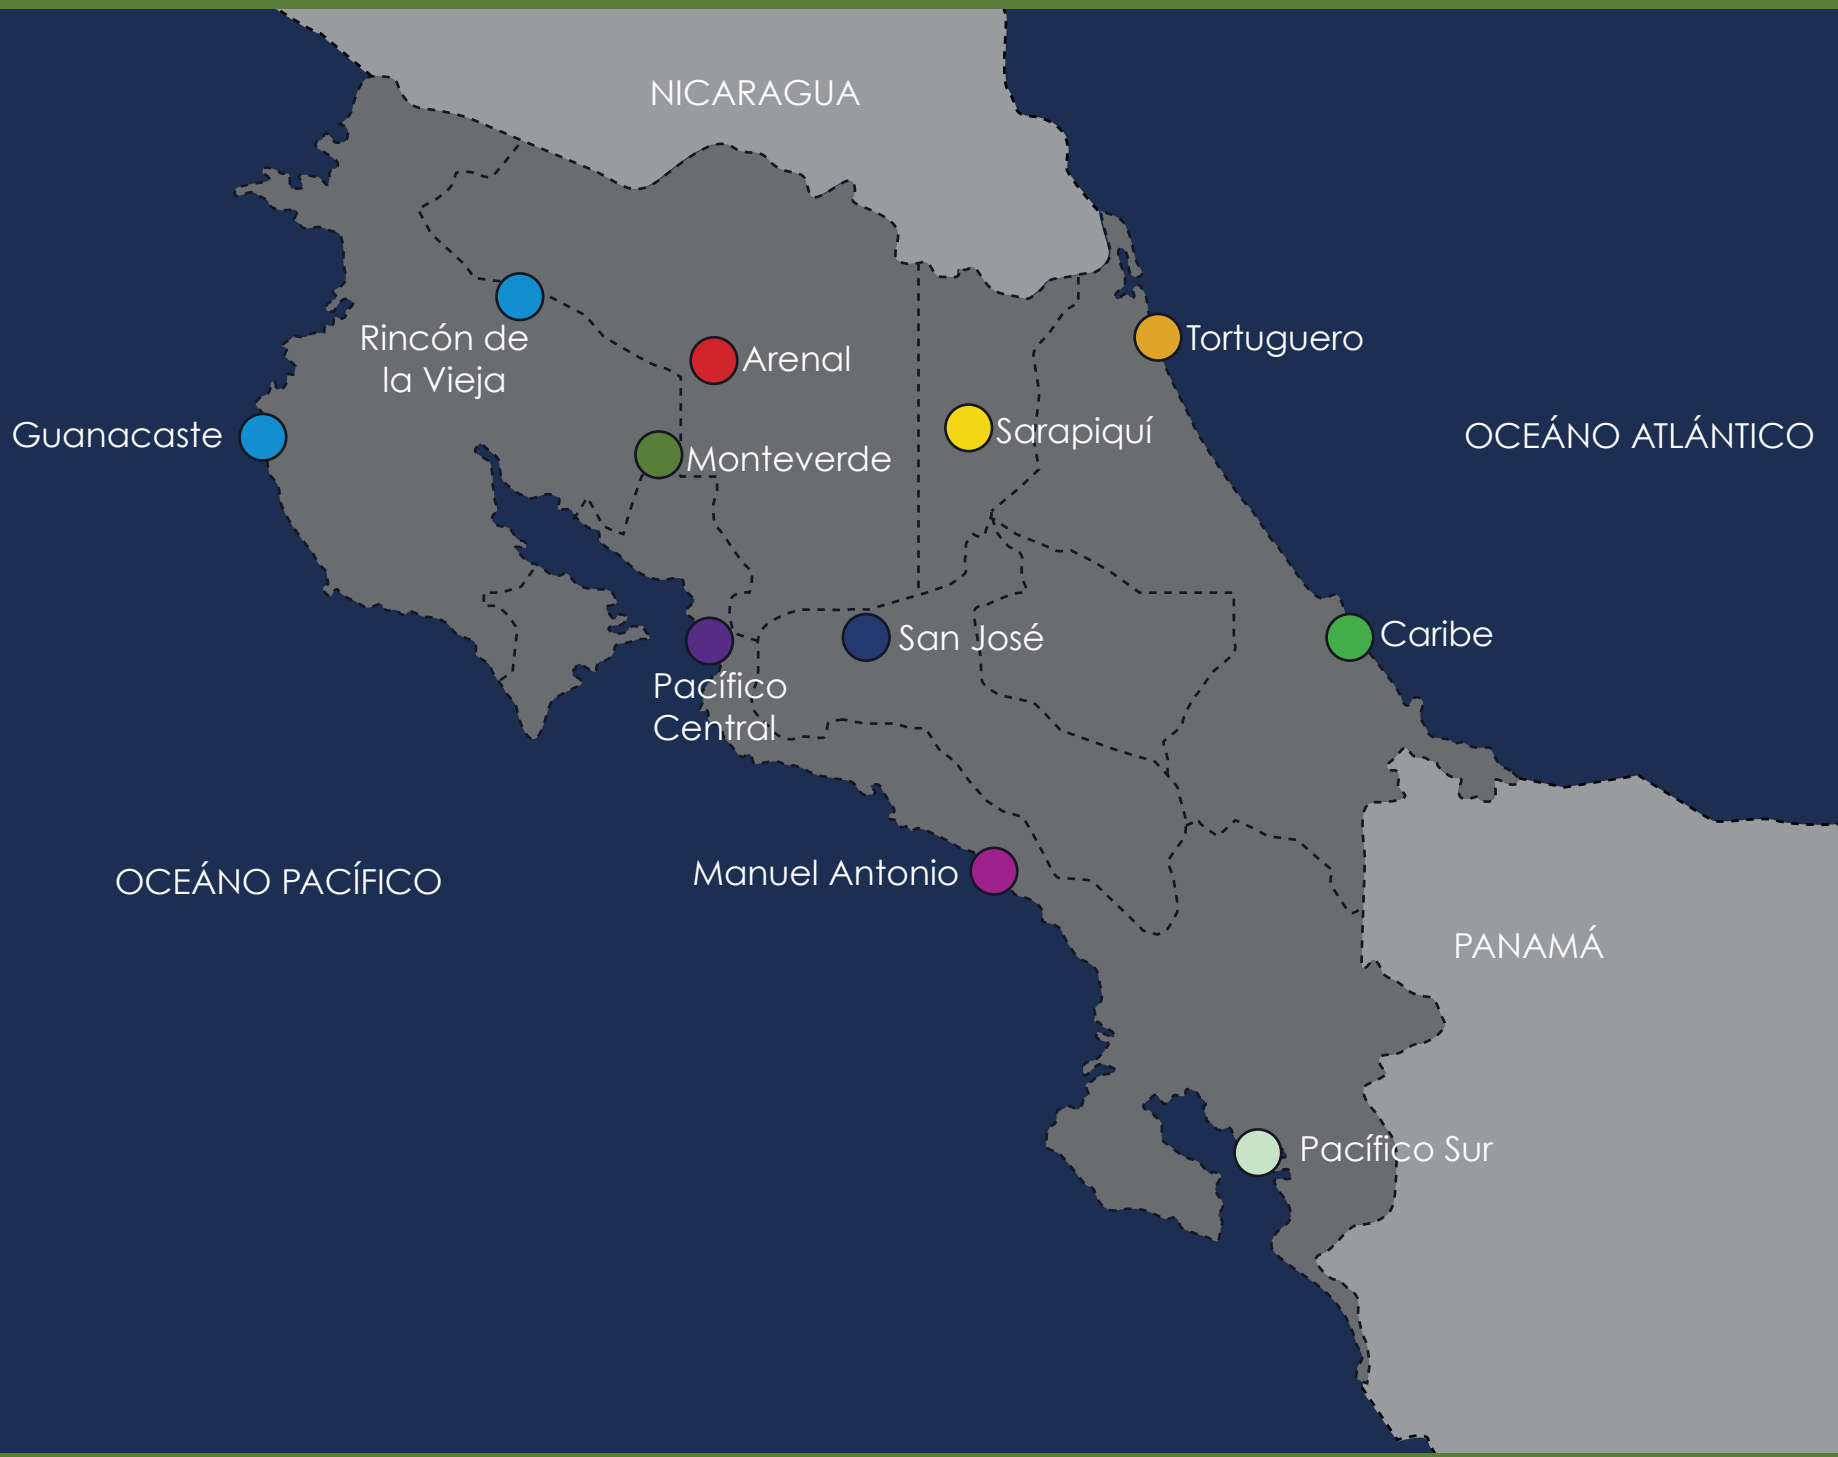 NICARAGUA
Rincón de
la Vieja
Arenal
Tortuguero
Guanacaste
Monteverde
Sarapiquí
OCEÁNO ATLÁNTICO
San José
Caribe
Pacífico
Central
Manuel Antonio
OCEÁNO PACÍFICO
PANAMÁ
Pacífico Sur